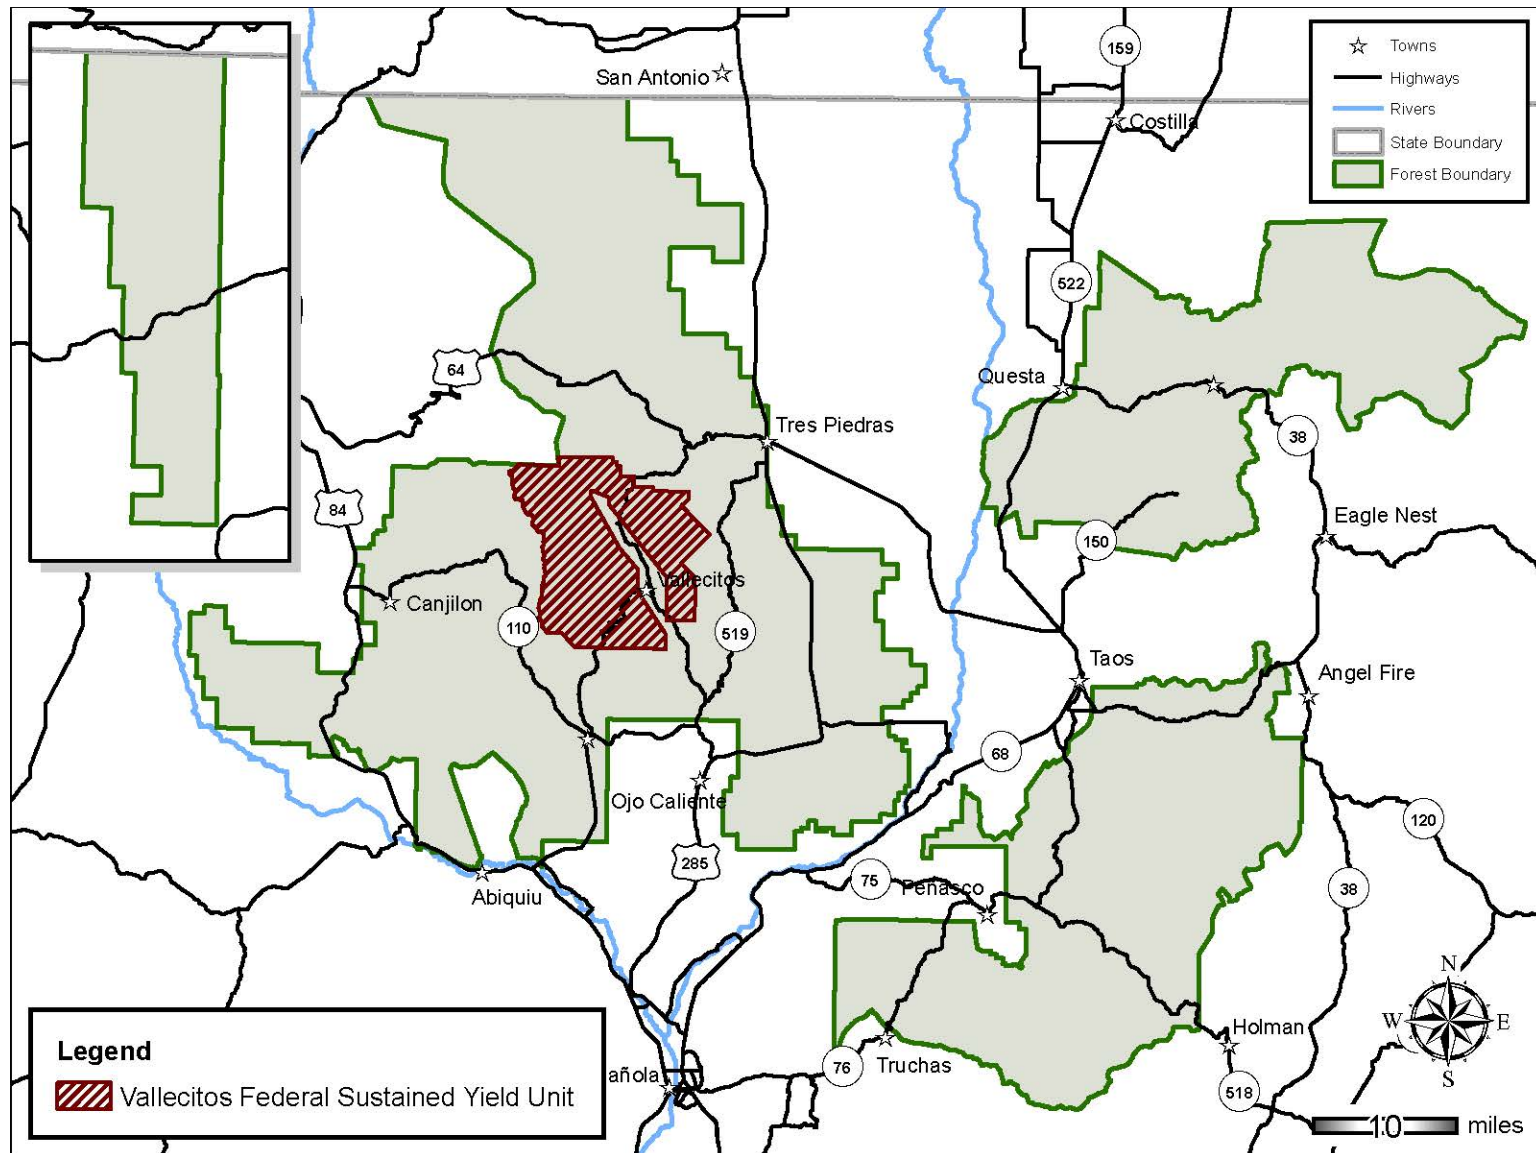 159
San Antonio
Costilla
Towns
Highways
Rivers
State Boundary
Forest Boundary
522
64
Questa
Tres Piedras
38
84
Eagle Nest
150
Vallecitos
Canjilon
110
519
Taos
Angel Fire
68
Ojo Caliente
120
285
75
Peñasco
38
Abiquiu
N
W
E
S
Holman
Legend
76
Truchas
añola
Vallecitos Federal Sustained Yield Unit
518
10 miles